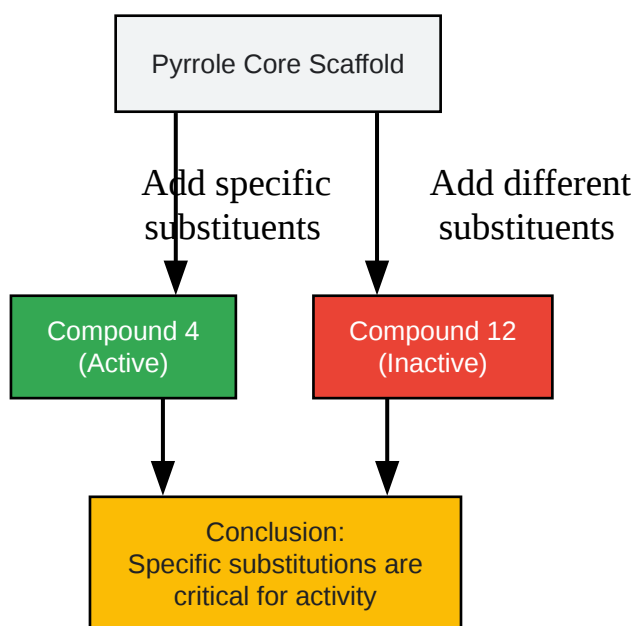 Pyrrole Core Scaffold
Add specific
substituents
Add different
substituents
Compound 4
(Active)
Compound 12
(Inactive)
Conclusion:
Specific substitutions are
critical for activity